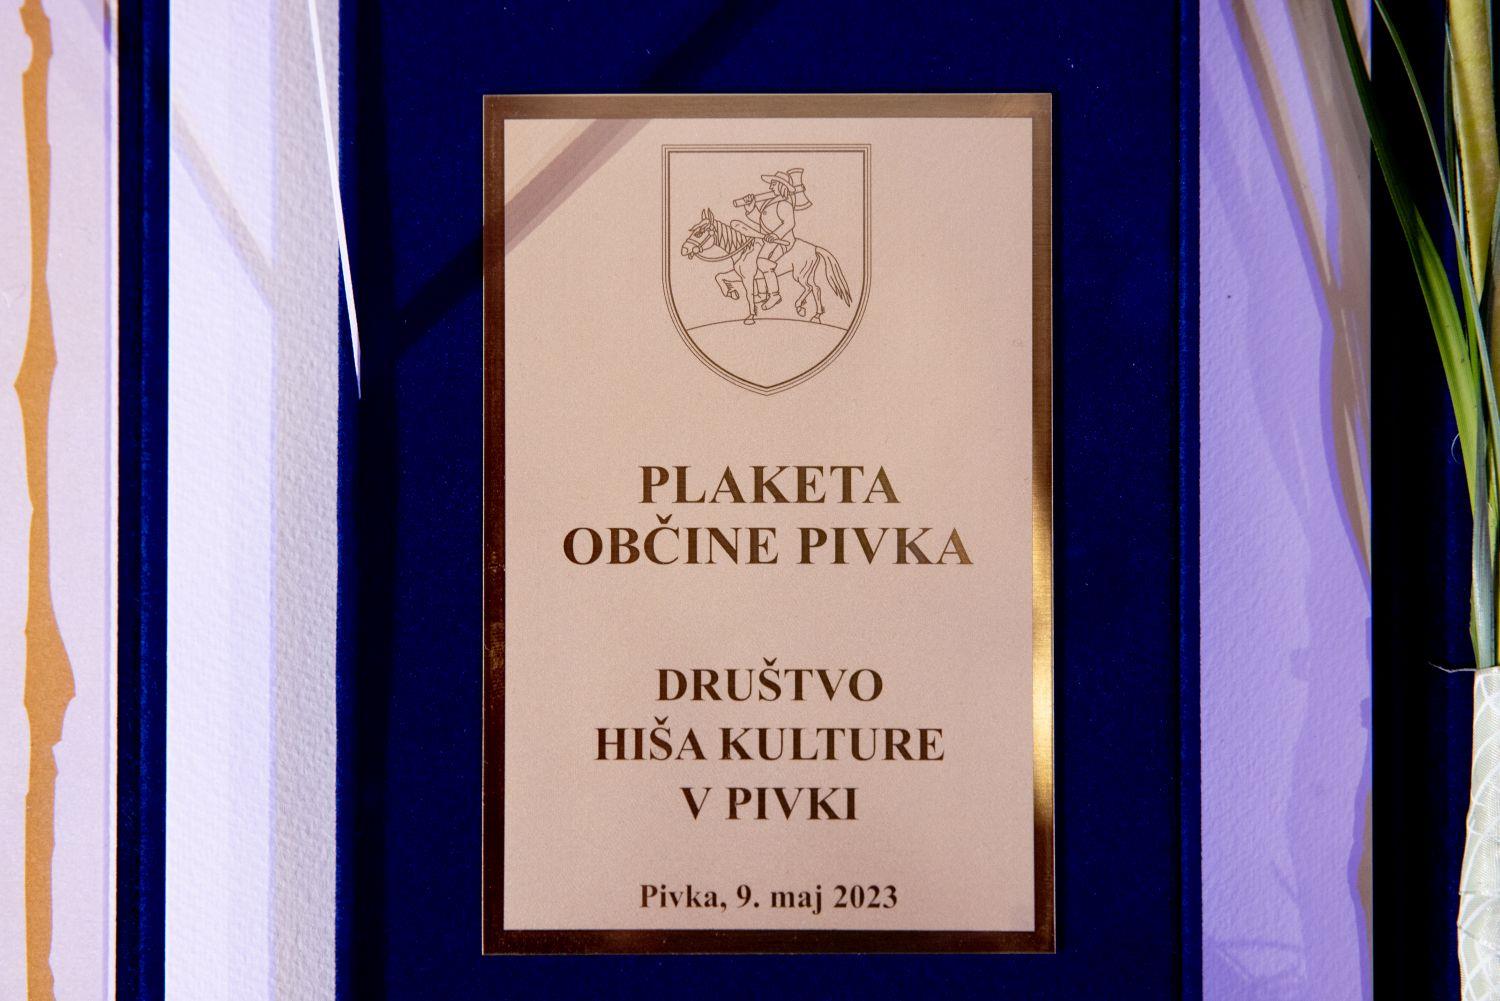 PLAKETA
OBČINE PIVKA
DRUŠTVO
HIŠA KULTURE
V PIVKI
Pivka, 9. maj 2023